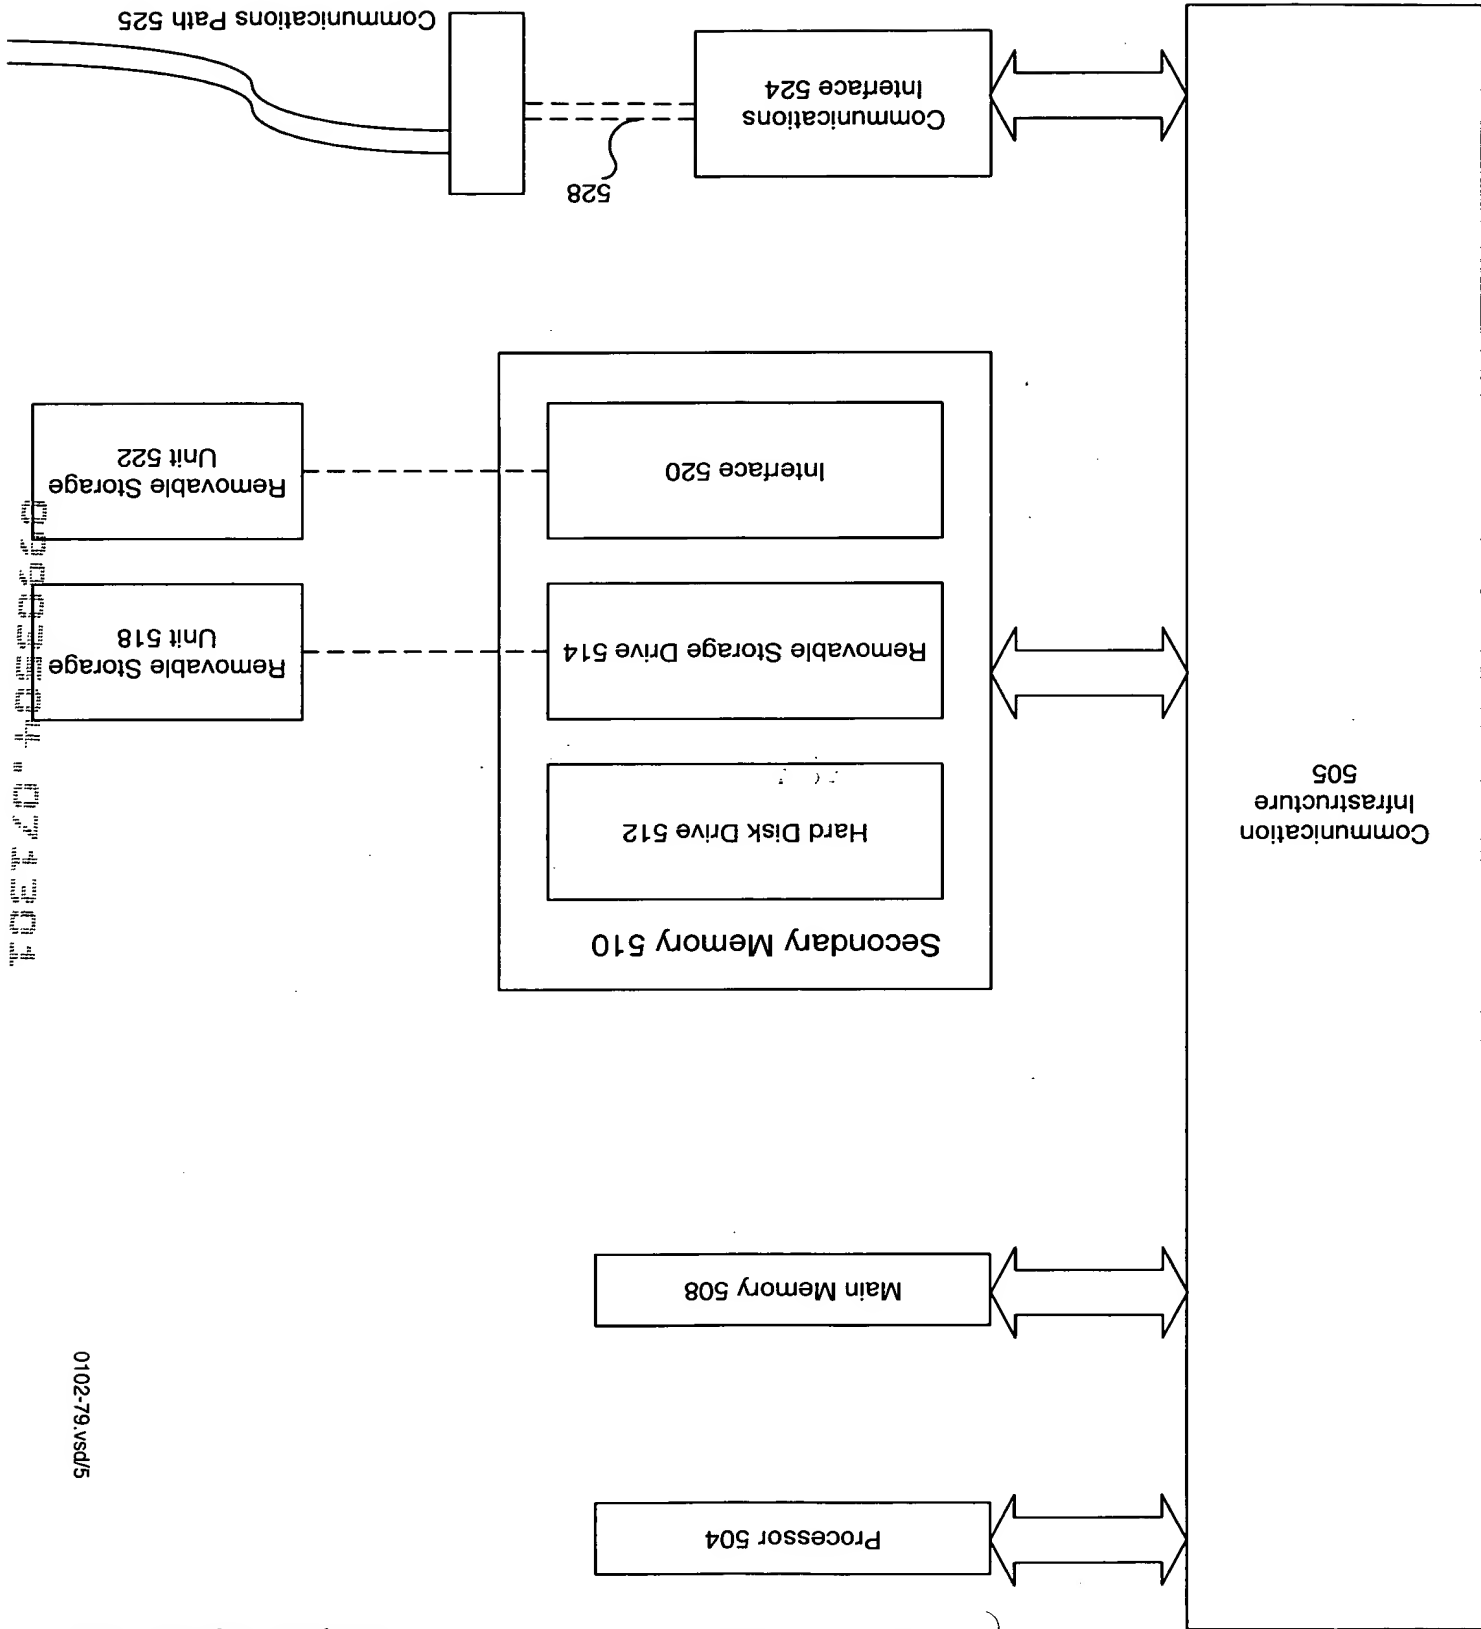 Processor 504
Main Memory 508
Communication
Infrastructure
505
Secondary Memory 510
Hard Disk Drive 512
Removable Storage Drive 514
Removable Storage
Unit 518
Interface 520
Removable Storage
Unit 522
528
Communications
Interface 524
Communications Path 525
0102-79.vsd/5